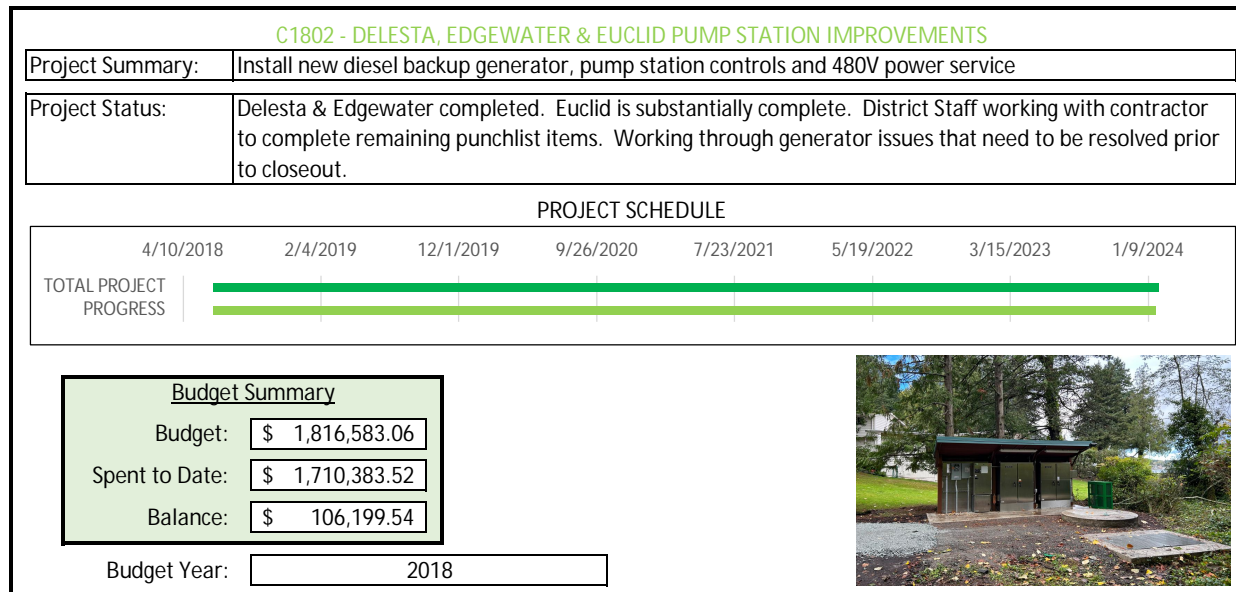 C1802 - DELESTA, EDGEWATER & EUCLID PUMP STATION IMPROVEMENTS
Project Summary: Install new diesel backup generator, pump station controls and 480V power service
Project Status: Delesta & Edgewater completed. Euclid is substantially complete. District Staff working with contractor
to complete remaining punchlist items. Working through generator issues that need to be resolved prior
to closeout.
PROJECT SCHEDULE
4/10/2018 2/4/2019 12/1/2019 9/26/2020 7/23/2021 5/19/2022 3/15/2023 1/9/2024
TOTAL PROJECT
PROGRESS
Budget Summary
Budget: $ 1,816,583.06
Spent to Date: $ 1,710,383.52
Balance: $ 106,199.54
Budget Year: 2018